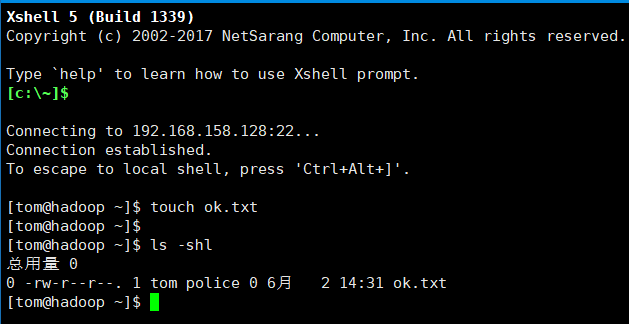 Xshell 5 (Build 1339)
Copyright (c) 2002-2017 NetSarang Computer, Inc. All rights reserved.
Type `help' to learn how to use Xshell prompt.
[c:\~]$
Connecting to 192.168.158.128:22...
Connection established.
To escape to local shell, press 'Ctrl+Alt+]'.
[tom@hadoop ~]$ touch ok.txt
[tom@hadoop ~]$
[tom@hadoop ~]$ ls -shl
总用量 0
0 -rw-r--r--. 1 tom police 0 6月   2 14:31 ok.txt
[tom@hadoop ~]$